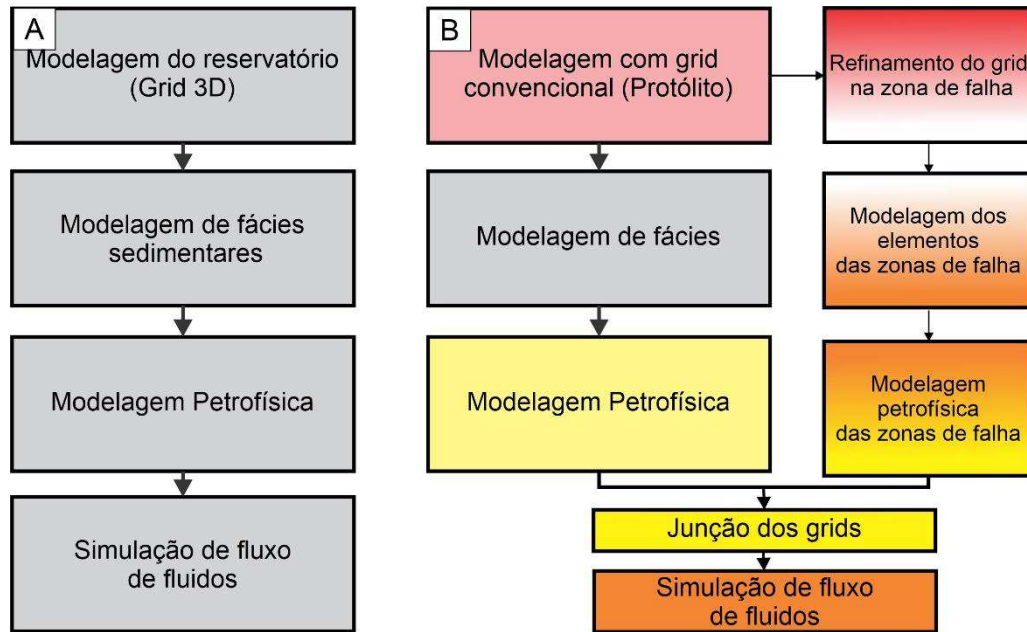 A
Modelagem do reservatório
(Grid 3D)
Modelagem de fácies
sedimentares
Modelagem Petrofísica
Simulação de fluxo
de fluidos
B
Modelagem com grid
convencional (Protólito)
Modelagem de fácies
Modelagem Petrofísica
Refinamento do grid
na zona de falha
Modelagem dos
elementos
das zonas de falha
Modelagem
petrofísica
das zonas de falha
Junção dos grids
Simulação de fluxo
de fluidos